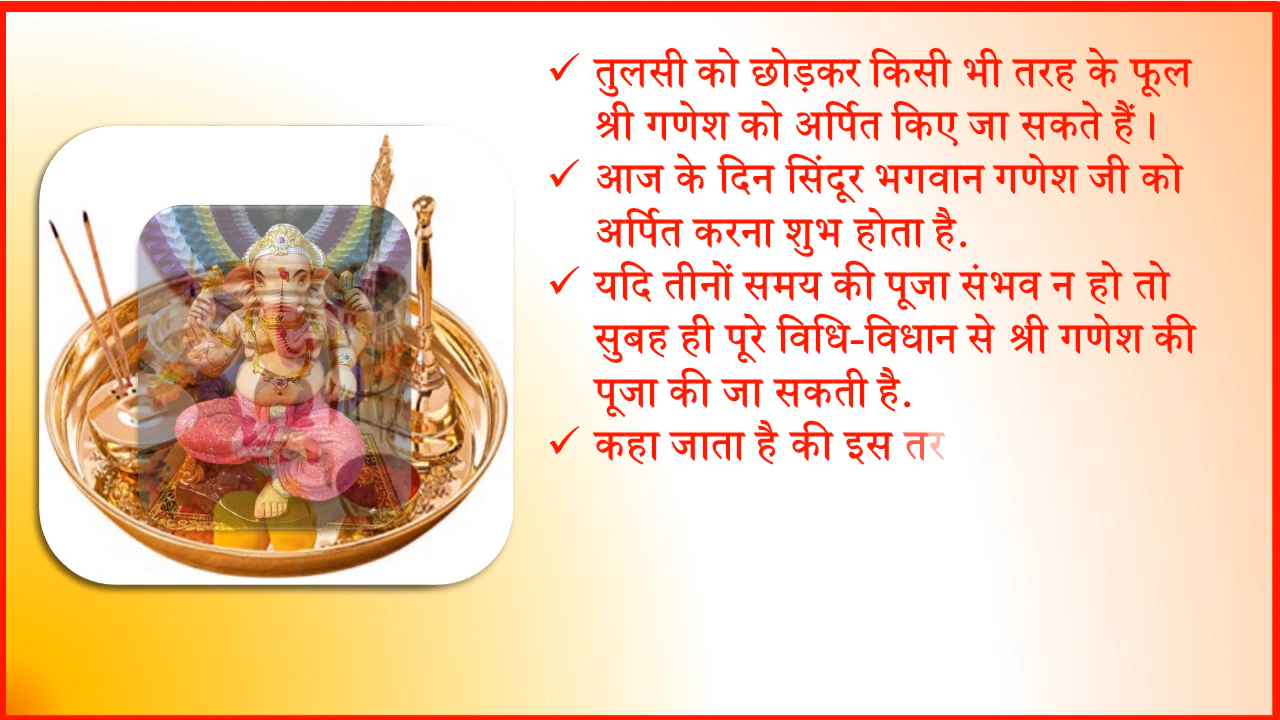 ✓ तुलसी को छोड़कर किसी भी तरह के फूल
श्री गणेश को अर्पित किए जा सकते हैं।
✓ आज के दिन सिंदूर भगवान गणेश जी को
अर्पित करना शुभ होता है.
✓ यदि तीनों समय की पूजा संभव न हो तो
सुबह ही पूरे विधि-विधान से श्री गणेश की
पूजा की जा सकती है.
✓ कहा जाता है की इस तर